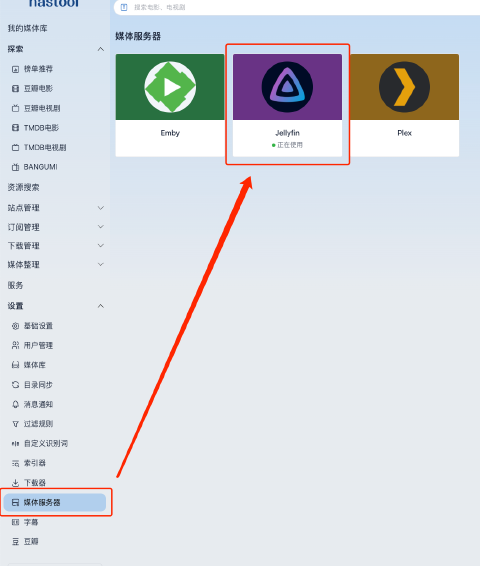 nastool
搜索电影、电视剧
我的媒体库
探索
榜单推荐
豆瓣电影
豆瓣电视剧
TMDB电影
TMDB电视剧
BANGUMI
资源搜索
站点管理
订阅管理
下载管理
媒体整理
服务
设置
基础设置
用户管理
媒体库
目录同步
消息通知
过滤规则
自定义识别词
索引器
下载器
媒体服务器
字幕
豆瓣
媒体服务器
Emby
Jellyfin
正在使用
Plex